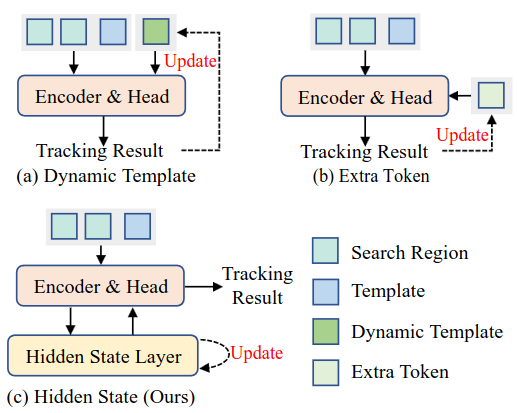 Update
Encoder & Head
Tracking Result
(a) Dynamic Template
Encoder & Head
Update
Tracking Result
(b) Extra Token
Encoder & Head
Tracking
Result
Hidden State Layer
Update
(c) Hidden State (Ours)
Search Region
Template
Dynamic Template
Extra Token